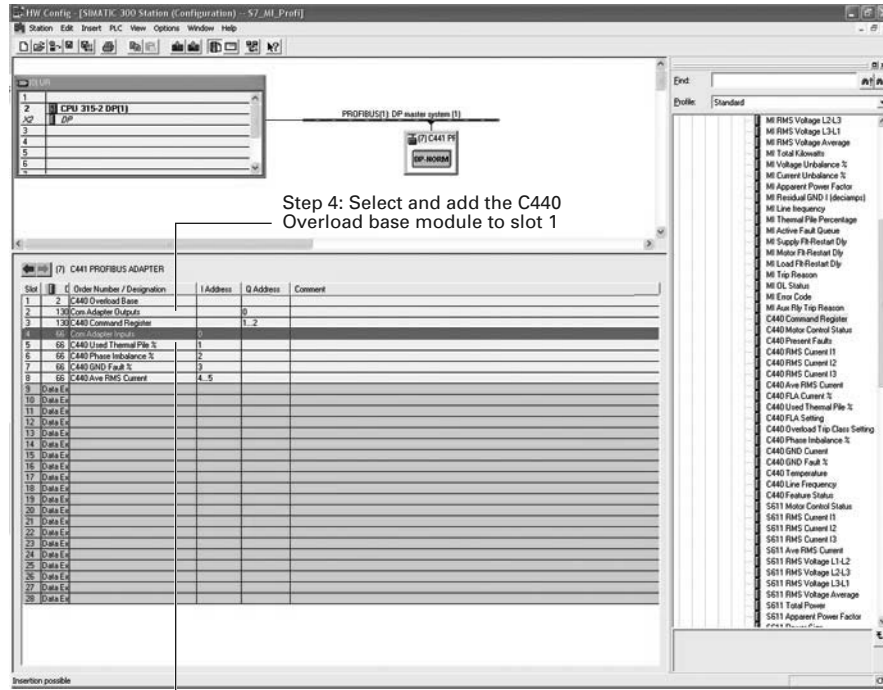 HW Config - [SIMATIC 300 Station (Configuration) -- S7_MI_Profi]
Station Edit Insert PLC View Options Window Help
1
2 CPU 315-2 DP(1)
X2 DP
3
4
5
6
PROFIBUS(1): DP master system (1)
(7) C441 PF
DP-NORM
Step 4: Select and add the C440
Overload base module to slot 1
(7) C441 PROFIBUS ADAPTER
Slot D Order Number / Designation I Address Q Address Comment
1 2 C440 Overload Base
2 130 Com Adapter Outputs 0
3 130 C440 Command Register 1...2
4 66 Com Adapter Inputs 0
5 66 C440 Used Thermal Pile % 1
6 66 C440 Phase Imbalance % 2
7 66 C440 GND Fault % 3
8 66 C440 Ave RMS Current 4...5
9 Data Ex
10 Data Ex
11 Data Ex
12 Data Ex
13 Data Ex
14 Data Ex
15 Data Ex
16 Data Ex
17 Data Ex
18 Data Ex
19 Data Ex
20 Data Ex
21 Data Ex
22 Data Ex
23 Data Ex
24 Data Ex
25 Data Ex
26 Data Ex
27 Data Ex
28 Data Ex
Find:
Profile: Standard
MI RMS Voltage L2-L3
MI RMS Voltage L3-L1
MI RMS Voltage Average
MI Total Kilowatts
MI Voltage Unbalance %
MI Current Unbalance %
MI Apparent Power Factor
MI Residual GND I (deciamps)
MI Line frequency
MI Thermal Pile Percentage
MI Active Fault Queue
MI Supply Flt-Restart Dly
MI Motor Flt-Restart Dly
MI Load Flt-Restart Dly
MI Trip Reason
MI OL Status
MI Error Code
MI Aux Rly Trip Reason
C440 Command Register
C440 Motor Control Status
C440 Present Faults
C440 RMS Current I1
C440 RMS Current I2
C440 RMS Current I3
C440 Ave RMS Current
C440 FLA Current %
C440 Used Thermal Pile %
C440 FLA Setting
C440 Overload Trip Class Setting
C440 Phase Imbalance %
C440 GND Current
C440 GND Fault %
C440 Temperature
C440 Line Frequency
C440 Feature Status
S611 Motor Control Status
S611 RMS Current I1
S611 RMS Current I2
S611 RMS Current I3
S611 Ave RMS Current
S611 RMS Voltage L1-L2
S611 RMS Voltage L2-L3
S611 RMS Voltage L3-L1
S611 RMS Voltage Average
S611 Total Power
S611 Apparent Power Factor
Insertion possible